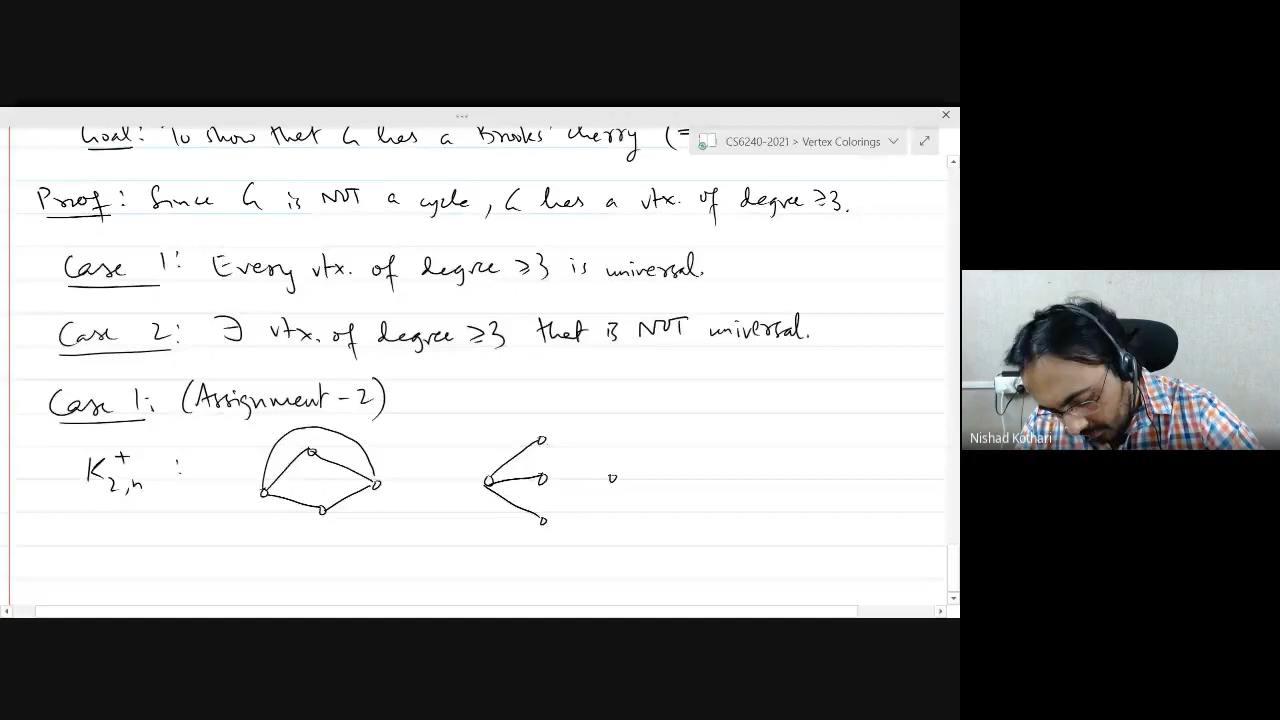 Goal: To show that G has a Brooks' cherry (=
CS6240-2021 > Vertex Colorings
Proof: Since G is NOT a cycle, G has a vtx. of degree ≥3.
Case 1: Every vtx. of degree ≥3 is universal.
Case 2: ∃ vtx. of degree ≥3 that is NOT universal.
Case 1: (Assignment-2)
K⁺₂,ₙ :
Nishad Kothari